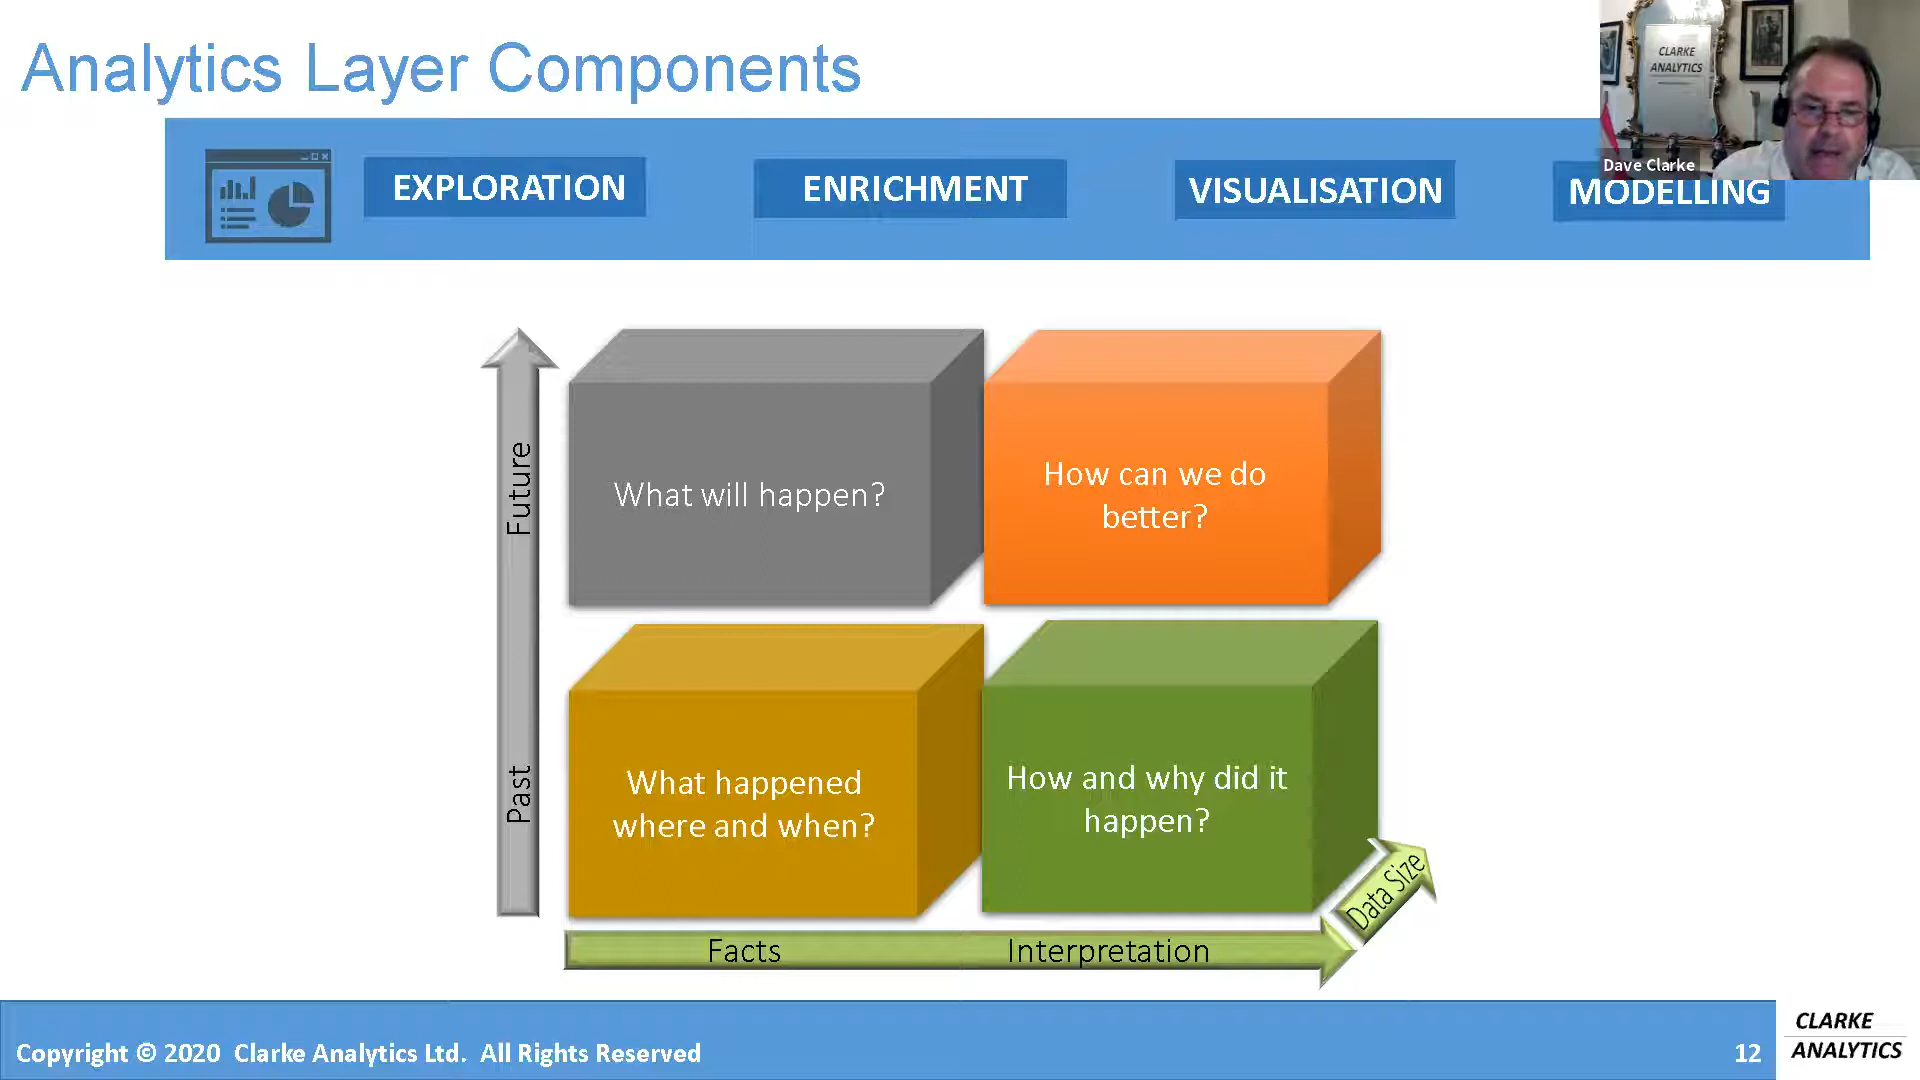 Analytics Layer Components
CLARKE
ANALYTICS
Dave Clarke
EXPLORATION
ENRICHMENT
VISUALISATION
MODELLING
Future
What will happen?
How can we do
better?
Past
What happened
where and when?
How and why did it
happen?
Data Size
Facts
Interpretation
Copyright © 2020 Clarke Analytics Ltd. All Rights Reserved
12
CLARKE
ANALYTICS